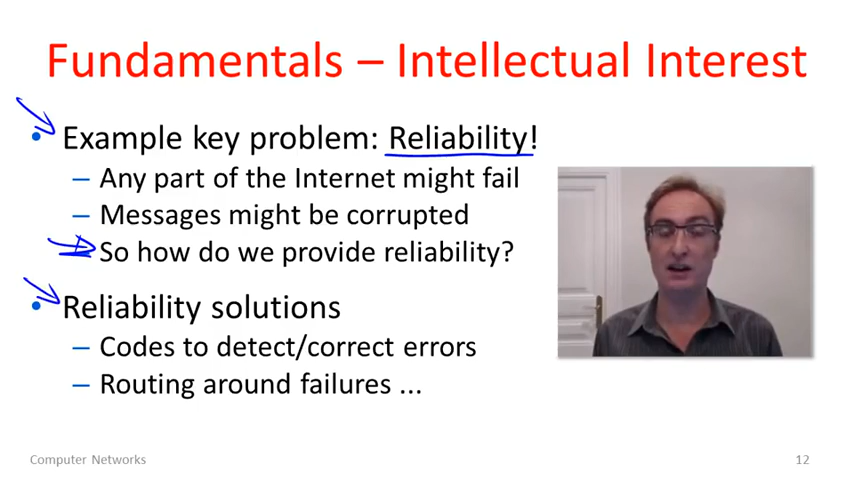 Fundamentals – Intellectual Interest
• Example key problem: Reliability!
– Any part of the Internet might fail
– Messages might be corrupted
– So how do we provide reliability?
• Reliability solutions
– Codes to detect/correct errors
– Routing around failures ...
Computer Networks
12